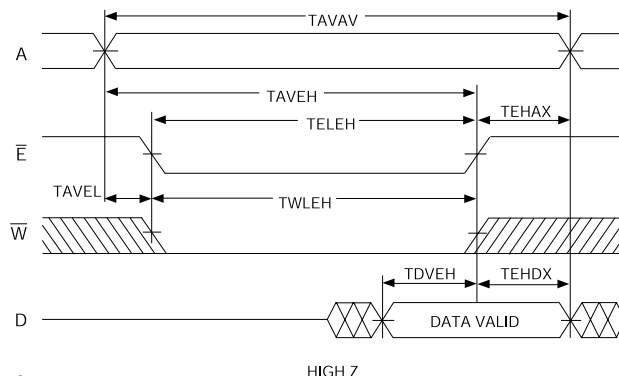 TAVAV
A
TAVEH
TELEH
TEHAX
E
TAVEL
TWLEH
W
TDVEH
TEHDX
D
DATA VALID
HIGH Z